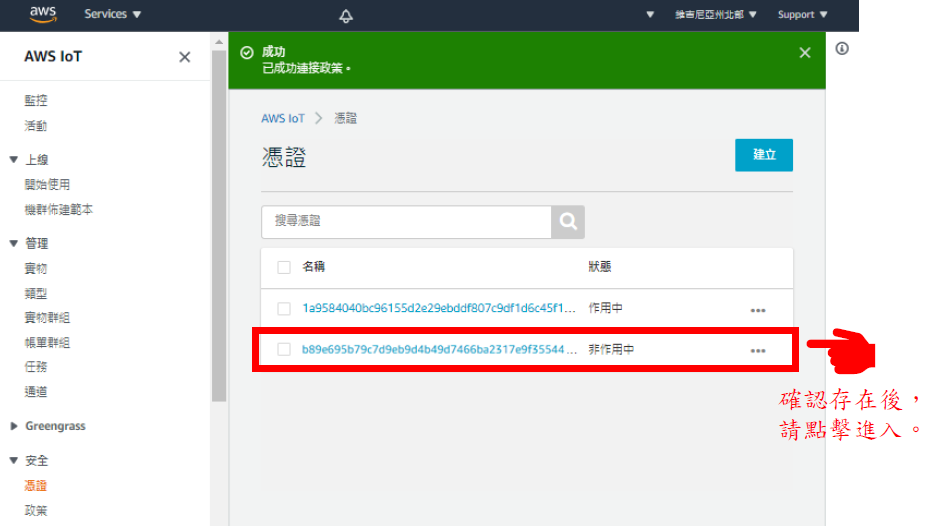 aws Services 維吉尼亞州北部 Support
AWS IoT
監控
活動
上線
開始使用
機群佈建範本
管理
實物
類型
實物群組
帳單群組
任務
通道
Greengrass
安全
憑證
政策
成功
已成功連接政策。
AWS IoT > 憑證
憑證
建立
搜尋憑證
名稱 狀態
1a9584040bc96155d2e29ebddf807c9df1d6c45f1... 作用中
b89e695b79c7d9eb9d4b49d7466ba2317e9f35544... 非作用中
確認存在後,
請點擊進入。